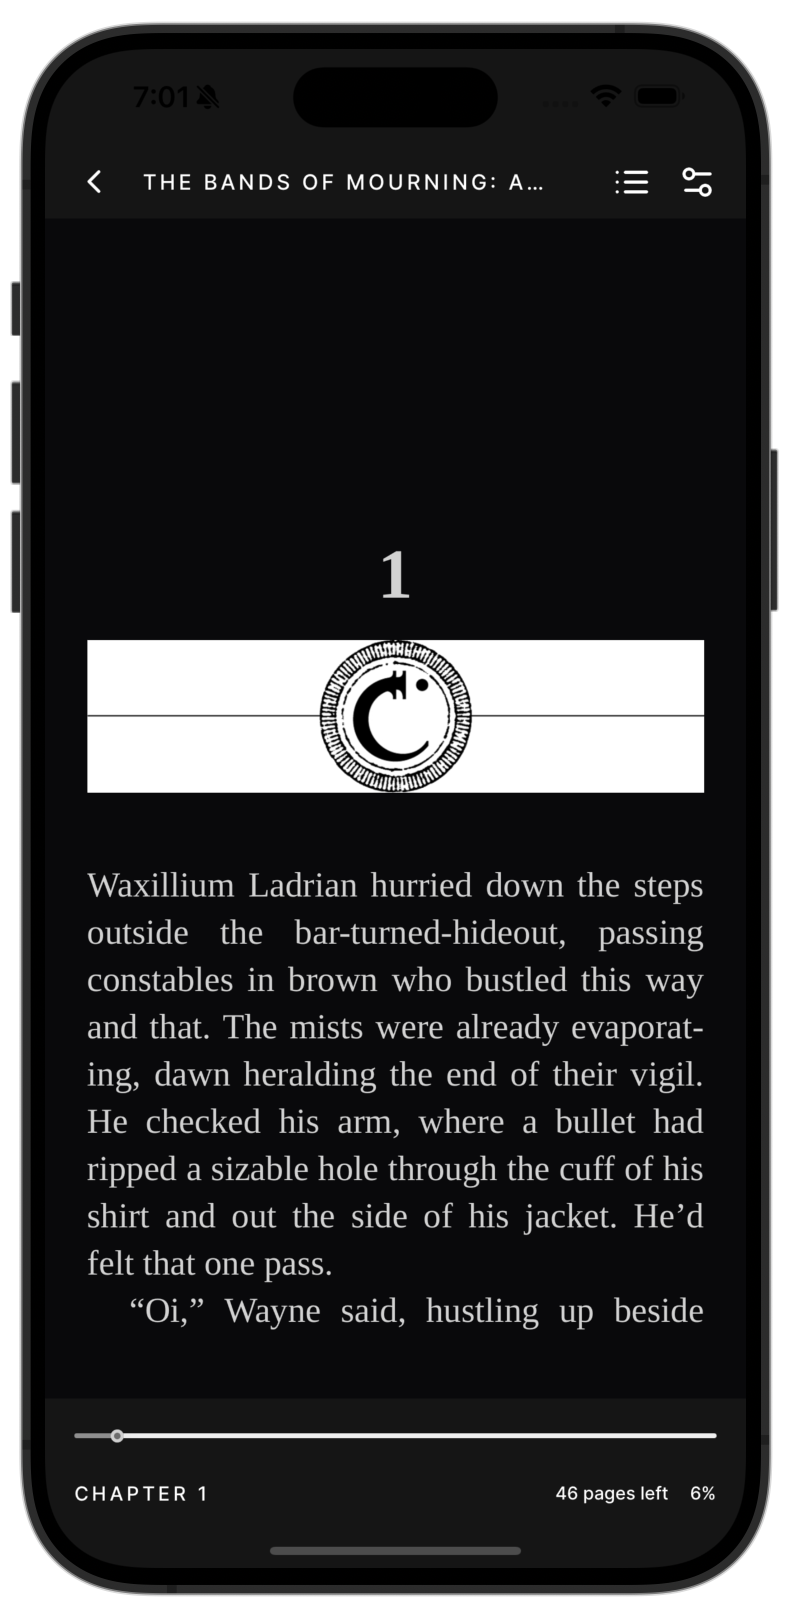 7:01
THE BANDS OF MOURNING: A...
1
Waxillium Ladrian hurried down the steps
outside the bar-turned-hideout, passing
constables in brown who bustled this way
and that. The mists were already evaporat-
ing, dawn heralding the end of their vigil.
He checked his arm, where a bullet had
ripped a sizable hole through the cuff of his
shirt and out the side of his jacket. He’d
felt that one pass.
“Oi,” Wayne said, hustling up beside
CHAPTER 1
46 pages left 6%